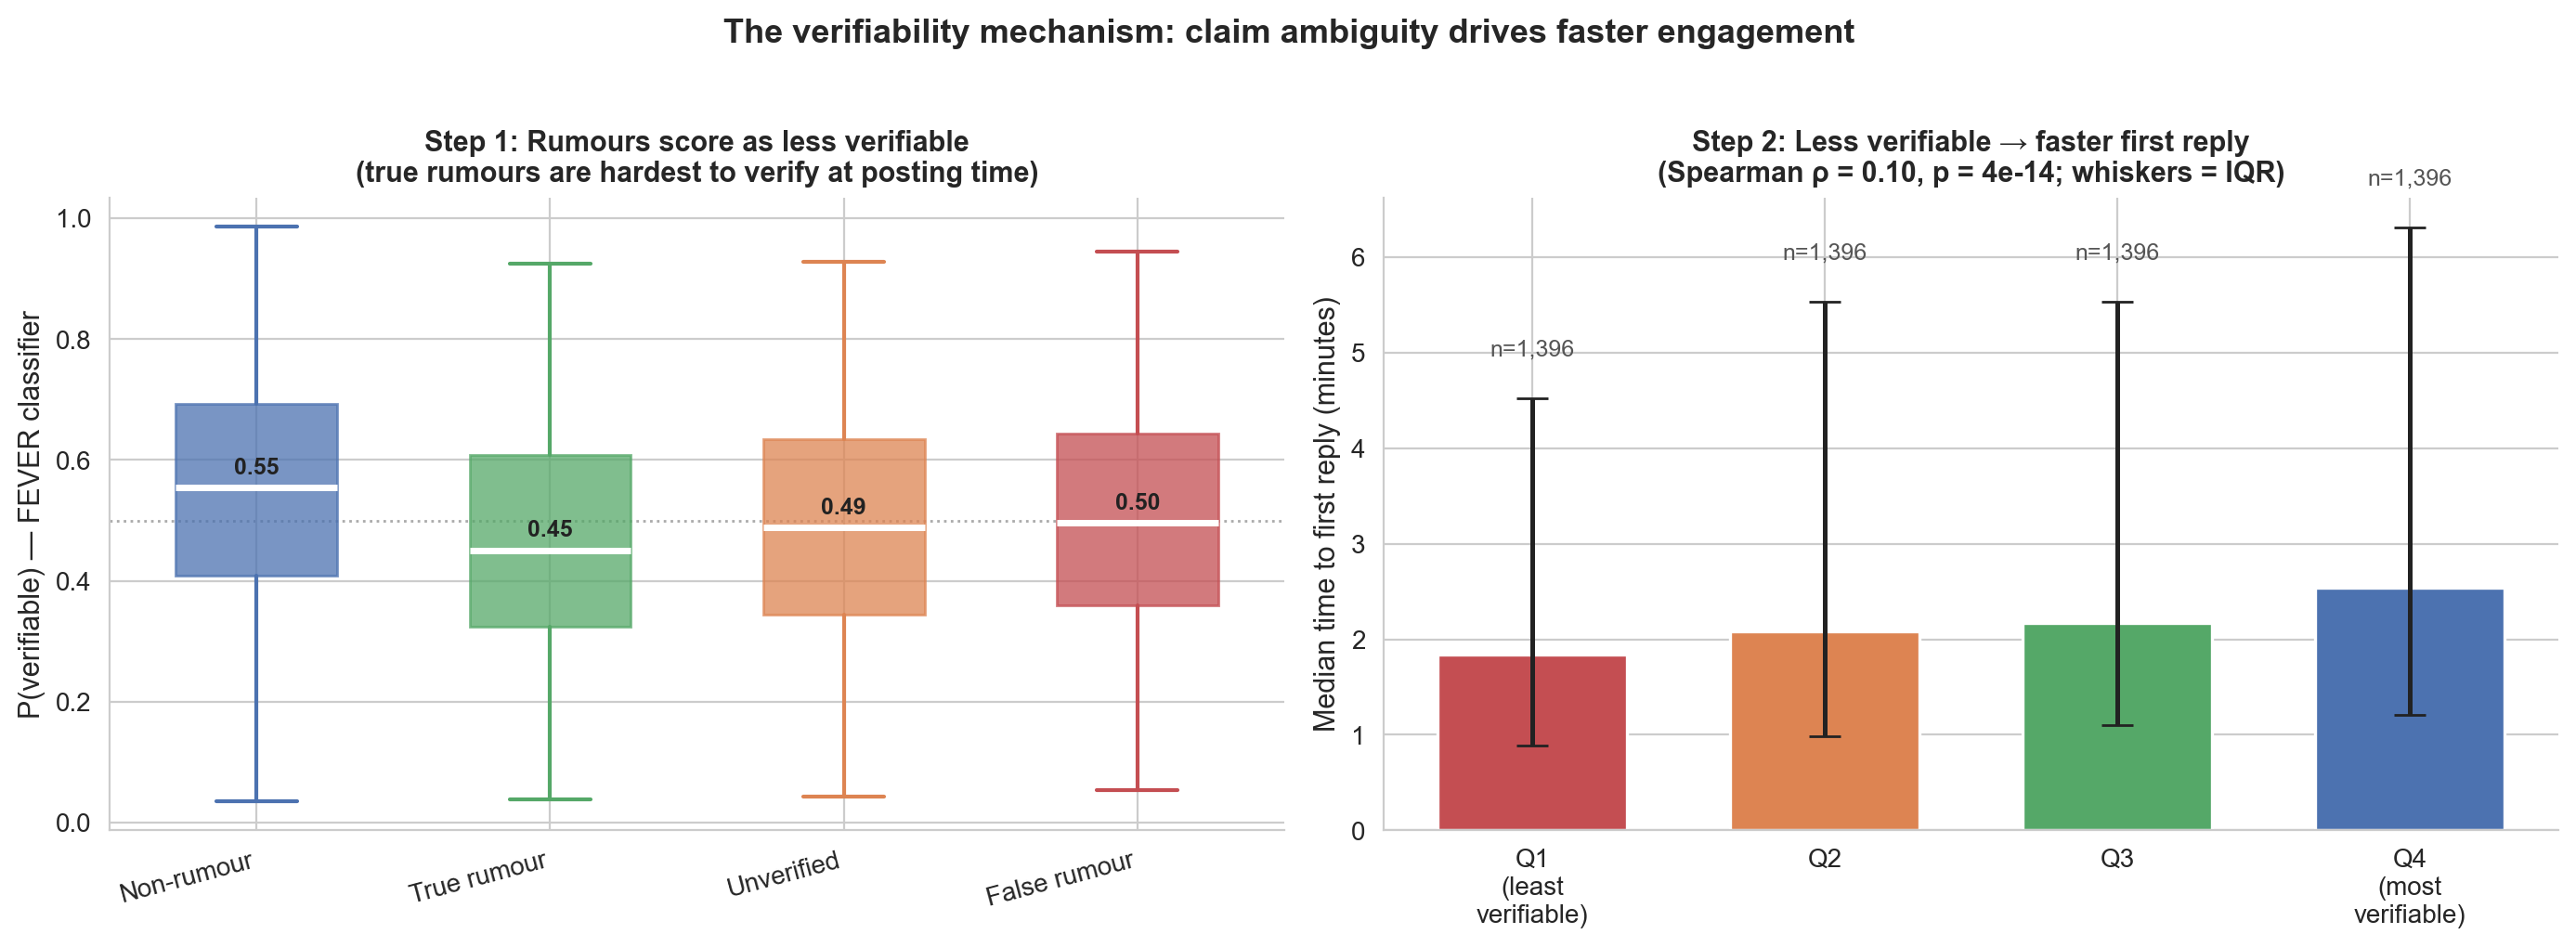 The verifiability mechanism: claim ambiguity drives faster engagement
Step 1: Rumours score as less verifiable
(true rumours are hardest to verify at posting time)
P(verifiable) — FEVER classifier
1.0
0.8
0.6
0.4
0.2
0.0
0.55
0.45
0.49
0.50
Non-rumour
True rumour
Unverified
False rumour
Step 2: Less verifiable → faster first reply
(Spearman ρ = 0.10, p = 4e-14; whiskers = IQR)
Median time to first reply (minutes)
6
5
4
3
2
1
0
n=1,396
n=1,396
n=1,396
n=1,396
Q1
(least
verifiable)
Q2
Q3
Q4
(most
verifiable)